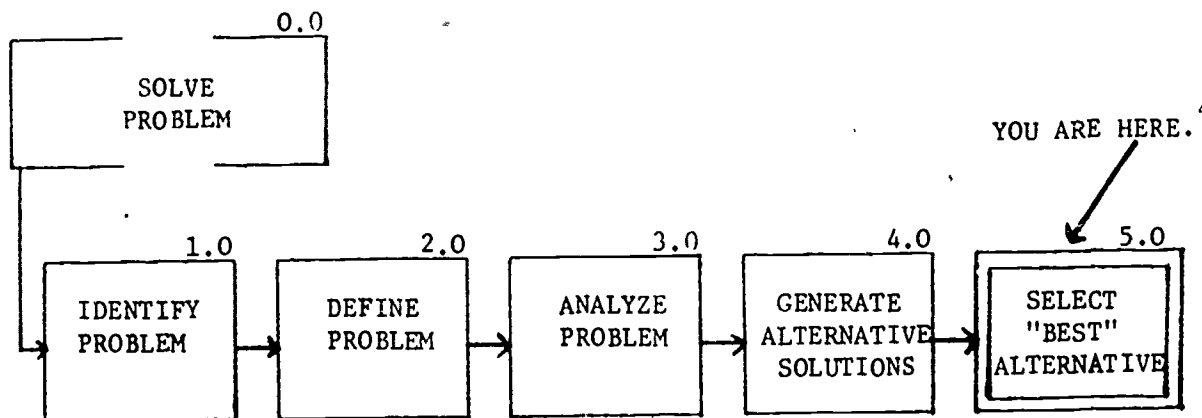 0.0
SOLVE
PROBLEM
YOU ARE HERE.
1.0
IDENTIFY
PROBLEM
2.0
DEFINE
PROBLEM
3.0
ANALYZE
PROBLEM
4.0
GENERATE
ALTERNATIVE
SOLUTIONS
5.0
SELECT
"BEST"
ALTERNATIVE